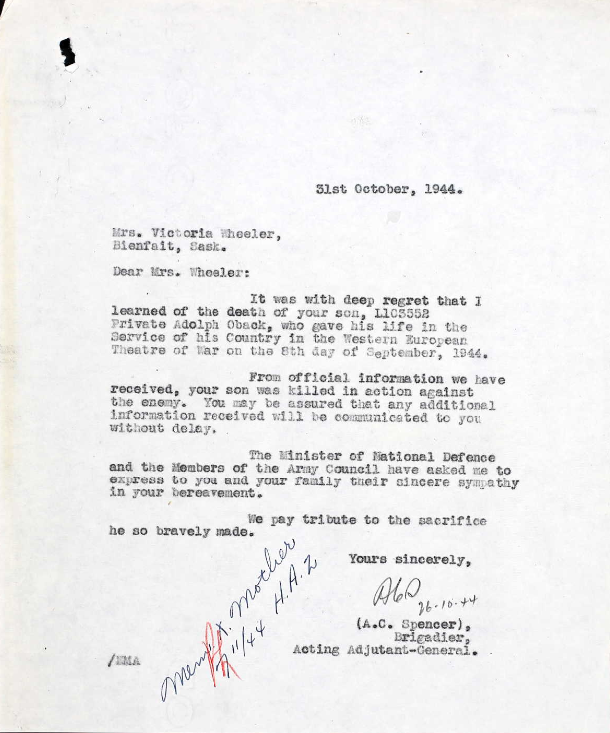 31st October, 1944.
Mrs. Victoria Wheeler,
Bienfait, Sask.
Dear Mrs. Wheeler:
It was with deep regret that I
learned of the death of your son, L103552
Private Adolph Oback, who gave his life in the
Service of his Country in the Western European
Theatre of War on the 8th day of September, 1944.
From official information we have
received, your son was killed in action against
the enemy. You may be assured that any additional
information received will be communicated to you
without delay.
The Minister of National Defence
and the Members of the Army Council have asked me to
express to you and your family their sincere sympathy
in your bereavement.
We pay tribute to the sacrifice
he so bravely made.
Yours sincerely,
26-10-44
(A.C. Spencer),
Brigadier,
Acting Adjutant-General.
/EMA
Mem. X. Mother
11/44 H.A.2